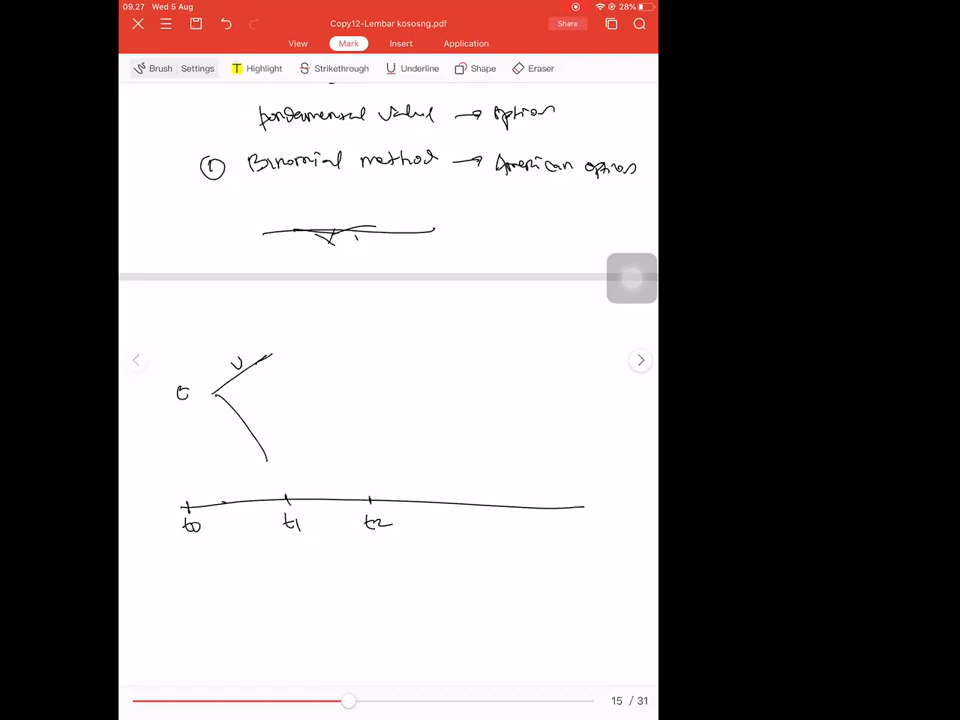 09.27 Wed 5 Aug 28%
Copy12-Lembar kososng.pdf Share
View Mark Insert Application
Brush Settings T Highlight S Strikethrough U Underline Shape Eraser
fondamental value → option
① Binomial method → American option
U
t0 t1 t2
15 / 31